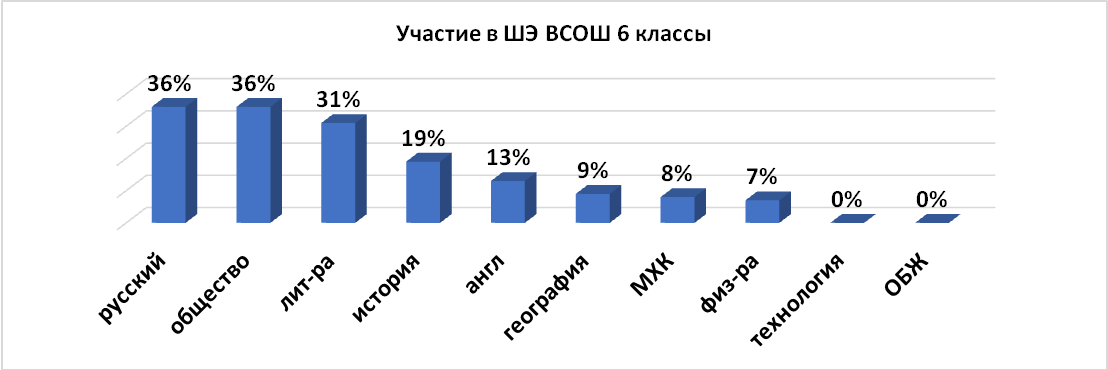 Участие в ШЭ ВСОШ 6 классы
36% 36% 31% 19% 13% 9% 8% 7% 0% 0%
русский общество лит-ра история англ география МХК физ-ра технология ОБЖ